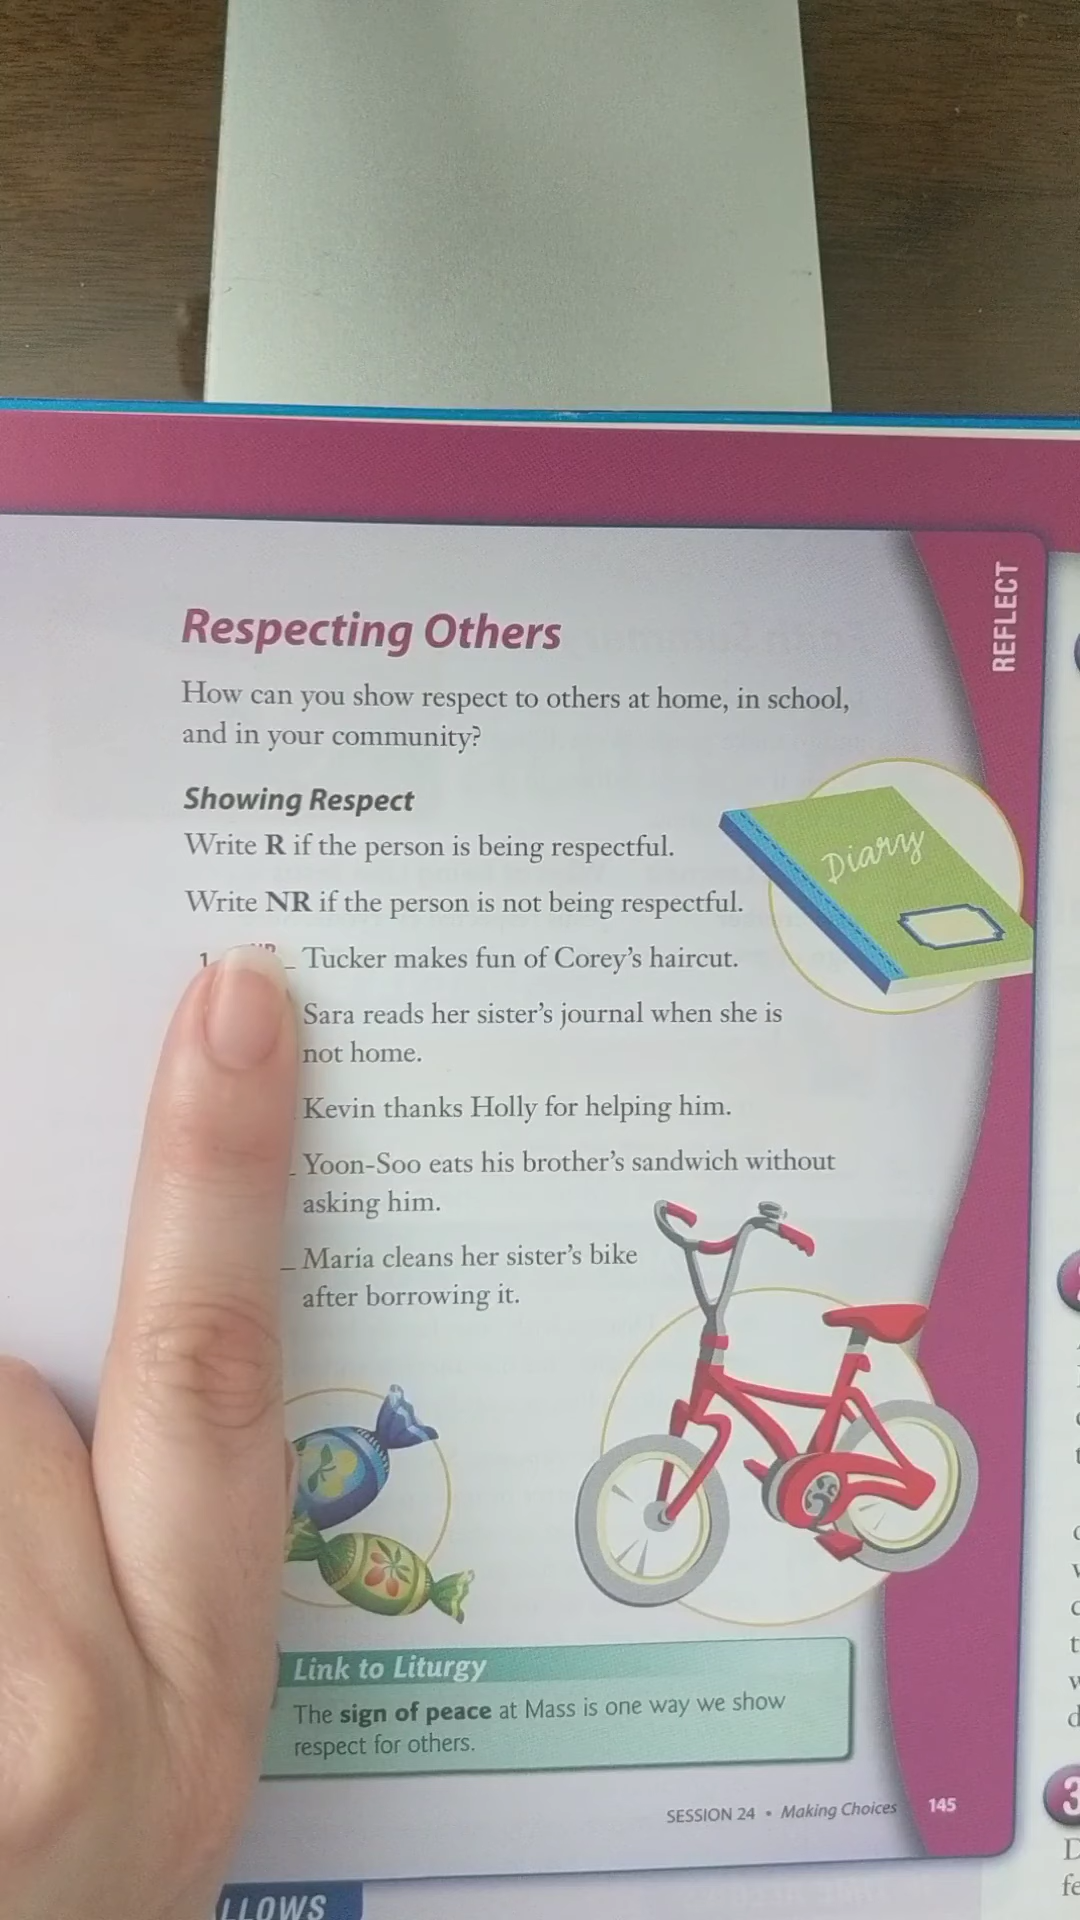 REFLECT
Respecting Others
How can you show respect to others at home, in school,
and in your community?
Showing Respect
Write R if the person is being respectful.
Write NR if the person is not being respectful.
Diary
1 _ Tucker makes fun of Corey's haircut.
Sara reads her sister's journal when she is
not home.
Kevin thanks Holly for helping him.
Yoon-Soo eats his brother's sandwich without
asking him.
_ Maria cleans her sister's bike
after borrowing it.
Link to Liturgy
The sign of peace at Mass is one way we show
respect for others.
SESSION 24 • Making Choices 145
3